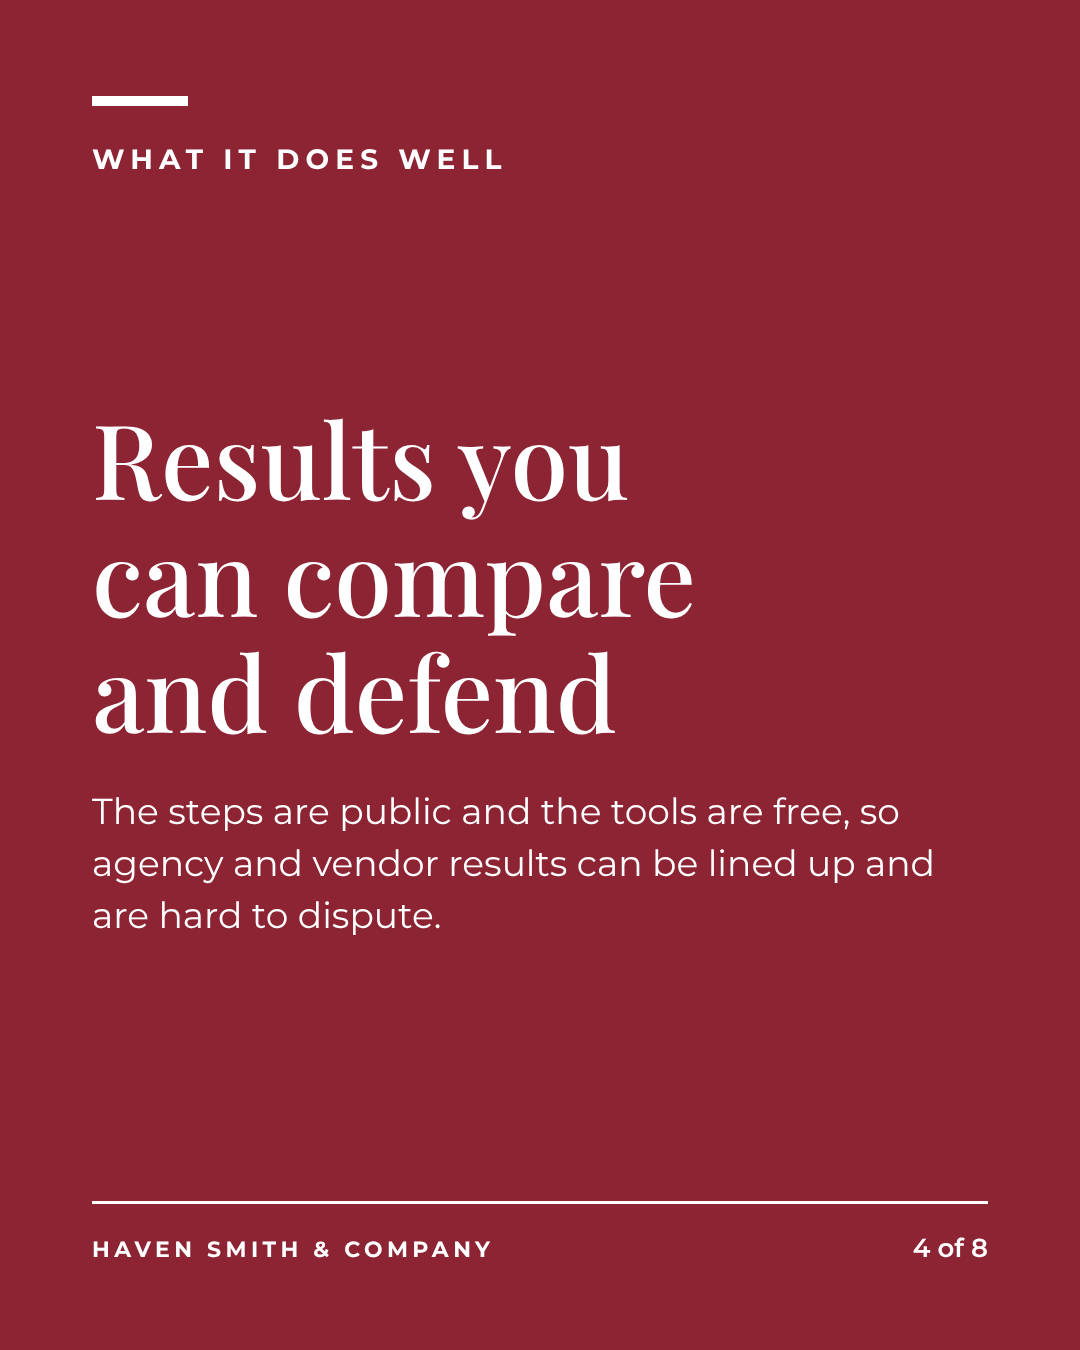 WHAT IT DOES WELL
Results you
can compare
and defend
The steps are public and the tools are free, so
agency and vendor results can be lined up and
are hard to dispute.
HAVEN SMITH & COMPANY
4 of 8